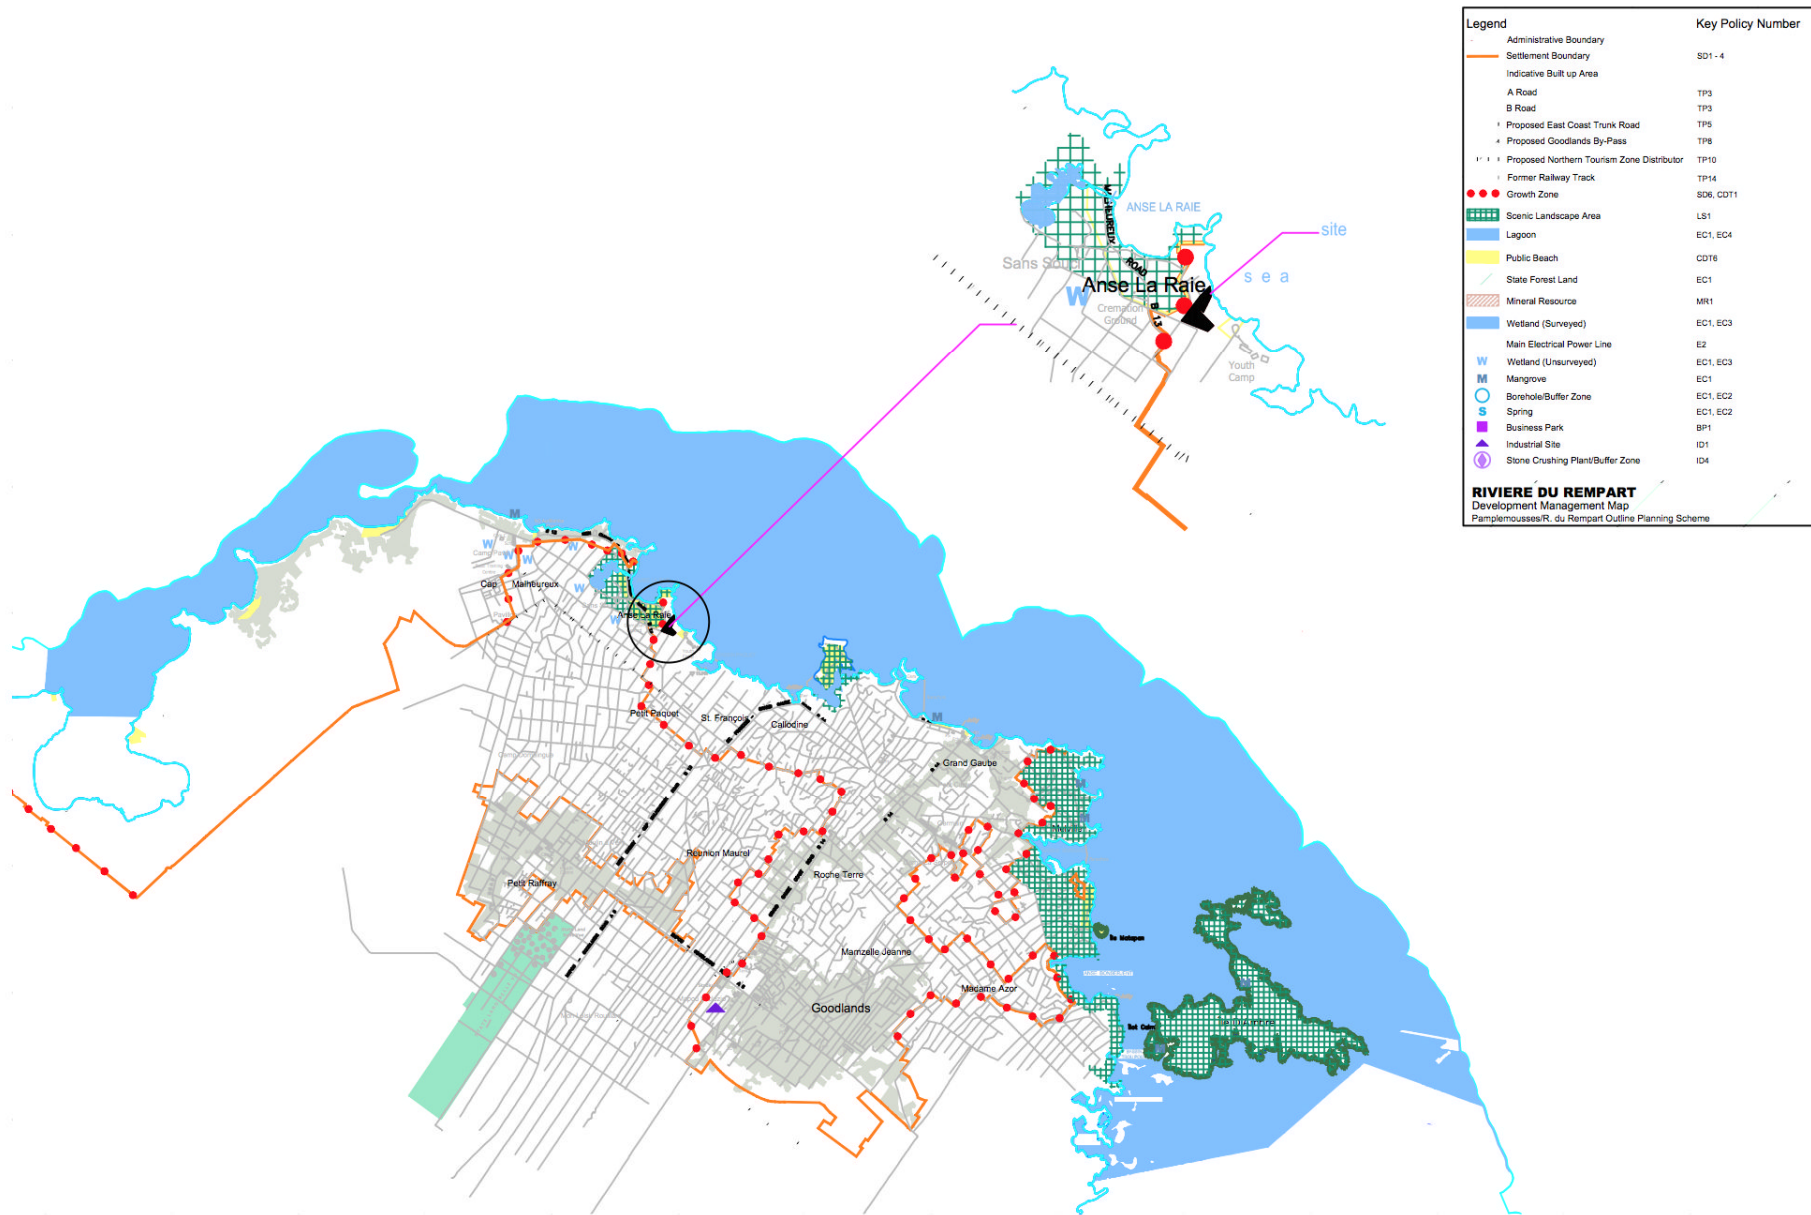 Legend Key Policy Number
Administrative Boundary
Settlement Boundary SD1 - 4
Indicative Built up Area
A Road TP3
B Road TP3
Proposed East Coast Trunk Road TP5
Proposed Goodlands By-Pass TP8
Proposed Northern Tourism Zone Distributor TP10
Former Railway Track TP14
Growth Zone SD6, CDT1
Scenic Landscape Area LS1
Lagoon EC1, EC4
Public Beach CDT6
State Forest Land EC1
Mineral Resource MR1
Wetland (Surveyed) EC1, EC3
Main Electrical Power Line E2
W Wetland (Unsurveyed) EC1, EC3
M Mangrove EC1
Borehole/Buffer Zone EC1, EC2
S Spring EC1, EC2
Business Park BP1
Industrial Site ID1
Stone Crushing Plant/Buffer Zone ID4
RIVIERE DU REMPART
Development Management Map
Pamplemousses/R. du Rempart Outline Planning Scheme
ANSE LA RAIE
site
Sans Souci
ROAD
s e a
Anse La Raie
W
Cremation
Ground
B 13
Youth
Camp
M
W
W
W
W
Cap Malheureux
W
Anse La Raie
W
Petit Paquet
St. François
Callodine
M
Grand Gaube
M
M
Reunion Maurel
Roche Terre
Petit Raffray
Ile Matapan
Mamzelle Jeanne
Madame Azor
Goodlands